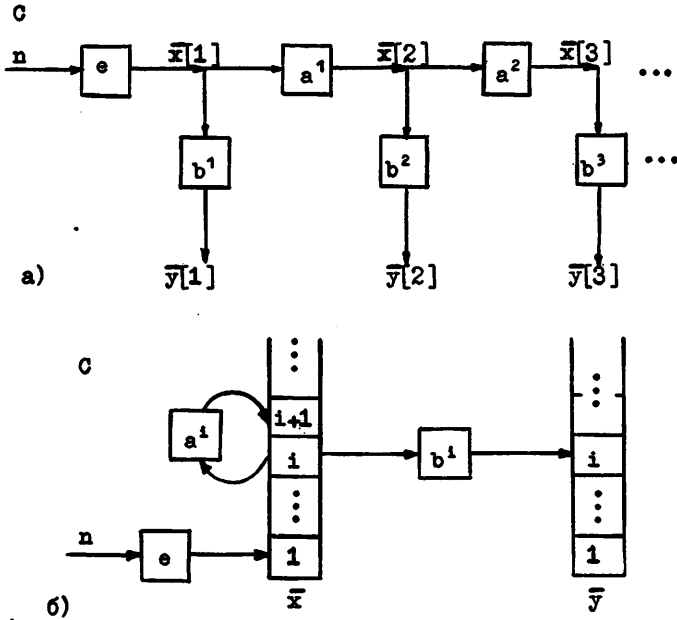 C
n e x̅[1] a¹ x̅[2] a² x̅[3] •••
b¹ b² b³ •••
y̅[1] y̅[2] y̅[3]
а)
C
i+1
aⁱ
i bⁱ i
n
e 1 1
x̅ y̅
б)